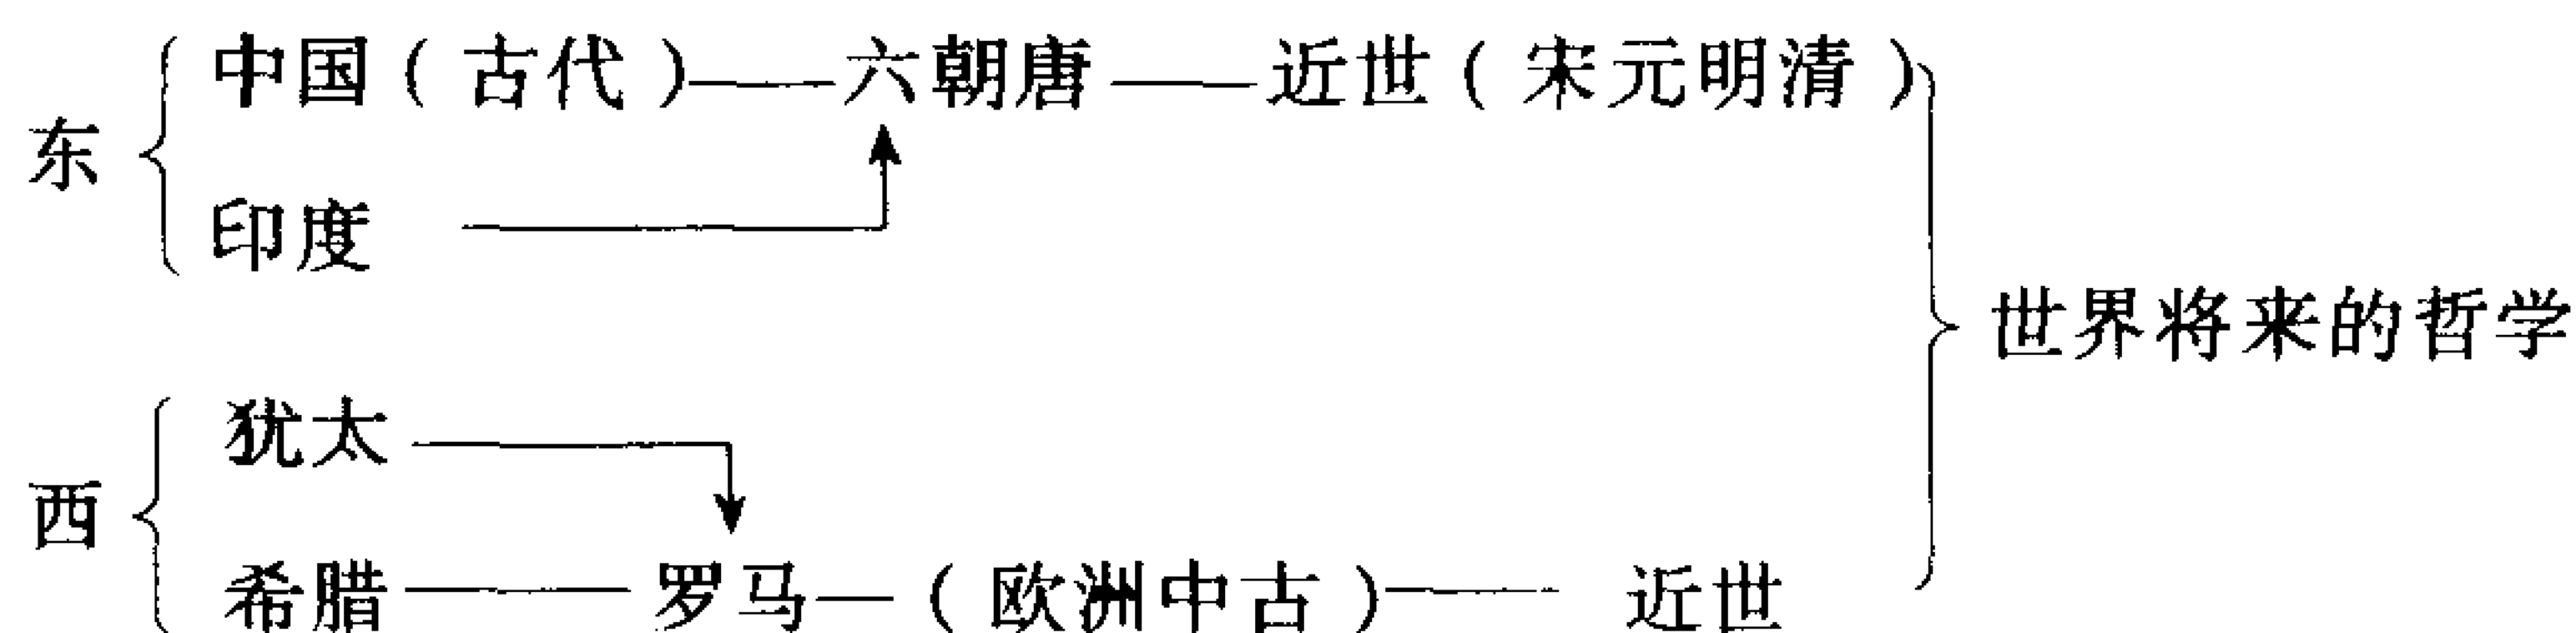 中国（古代）——六朝唐——近世（宋元明清）
东
印度
世界将来的哲学
犹太
西
希腊——罗马—（欧洲中古）—— 近世